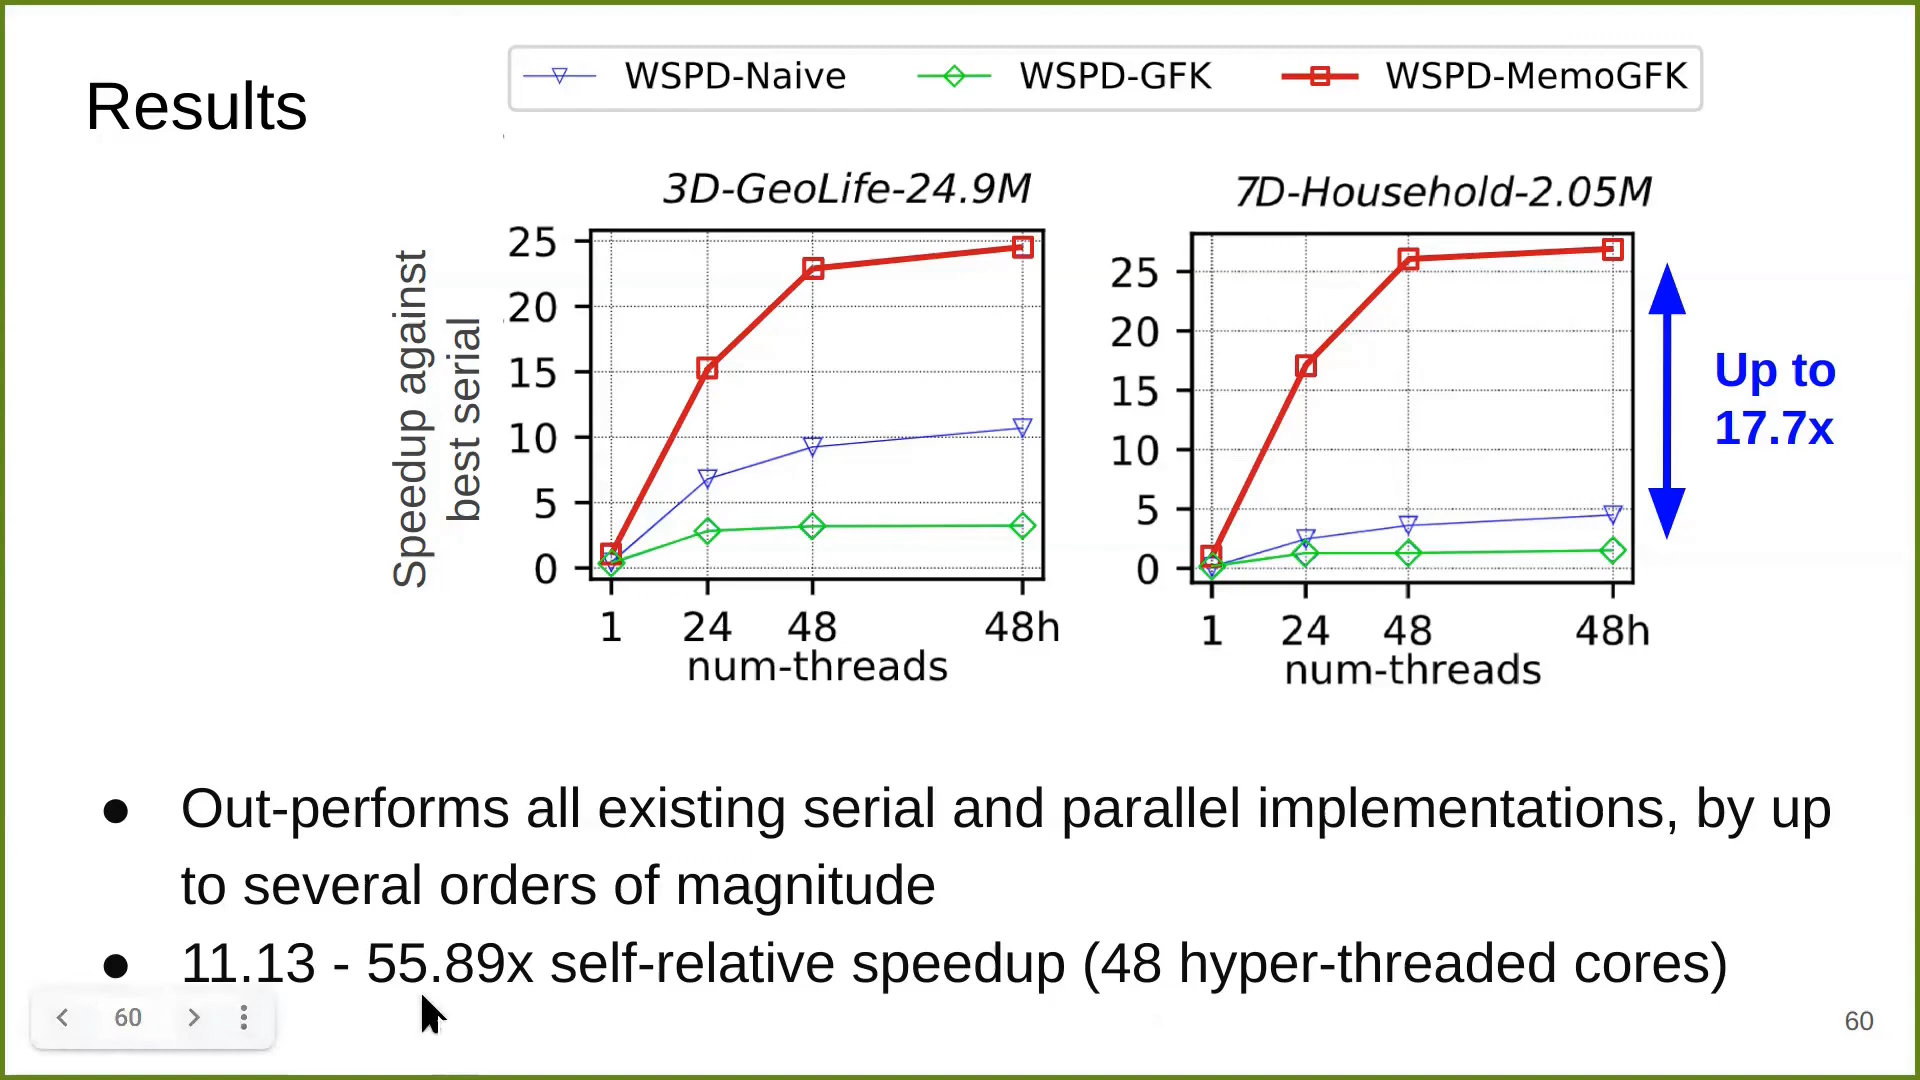 Results
WSPD-Naive WSPD-GFK WSPD-MemoGFK
3D-GeoLife-24.9M
7D-Household-2.05M
Speedup against
best serial
25
20
15
10
5
0
1 24 48 48h
num-threads
25
20
15
10
5
0
1 24 48 48h
num-threads
Up to
17.7x
● Out-performs all existing serial and parallel implementations, by up
to several orders of magnitude
● 11.13 - 55.89x self-relative speedup (48 hyper-threaded cores)
60
60